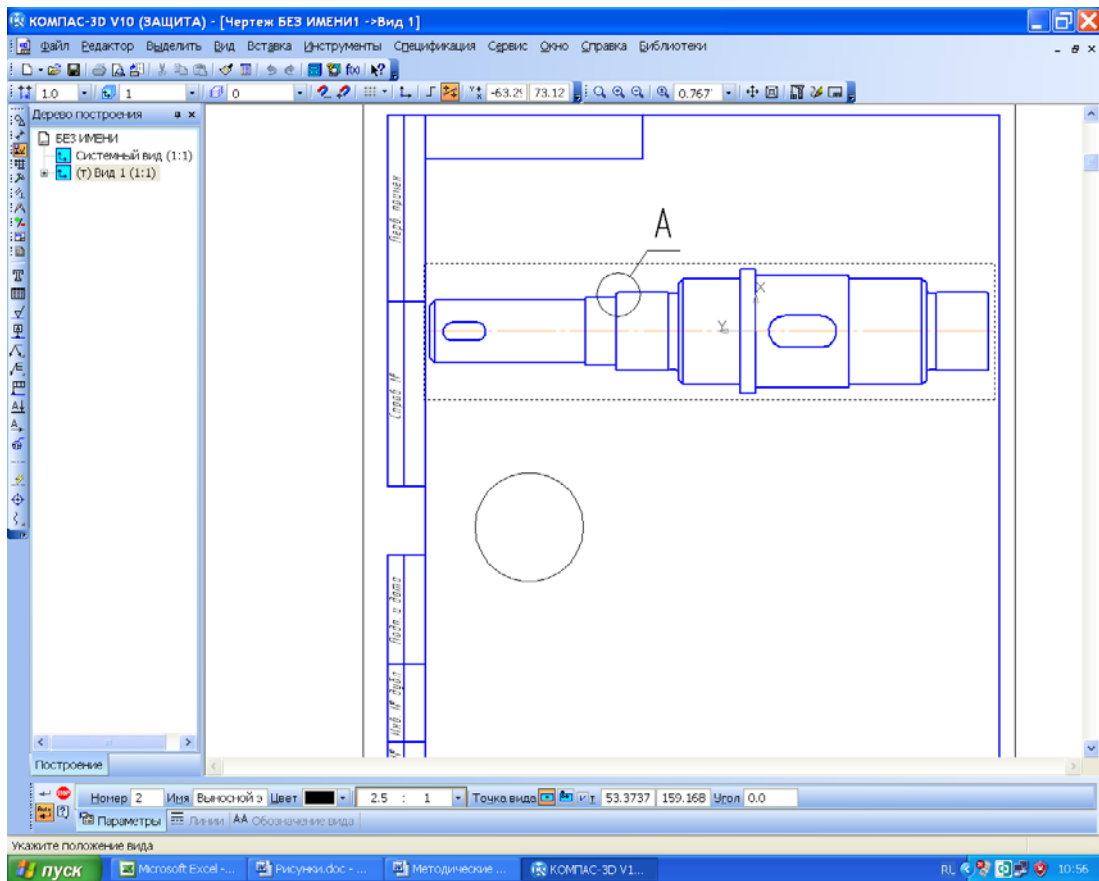 КОМПАС-3D V10 (ЗАЩИТА) - [Чертеж БЕЗ ИМЕНИ1 ->Вид 1]
Файл Редактор Выделить Вид Вставка Инструменты Спецификация Сервис Окно Справка Библиотеки
1.0 1 0 -63.29 73.12 0.767
Дерево построения
БЕЗ ИМЕНИ
Системный вид (1:1)
(т) Вид 1 (1:1)
Перв. примен.
A
X
Y
Справ. №
Подп. и дата
Инв. № дубл.
Построение
Номер 2 Имя Выносной э Цвет 2.5 : 1 Точка вида т 53.3737 159.168 Угол 0.0
Параметры Линии Обозначение вида
Укажите положение вида
пуск Microsoft Excel -... Рисунки.doc - ... Методические ... КОМПАС-3D V1... RL 10:56